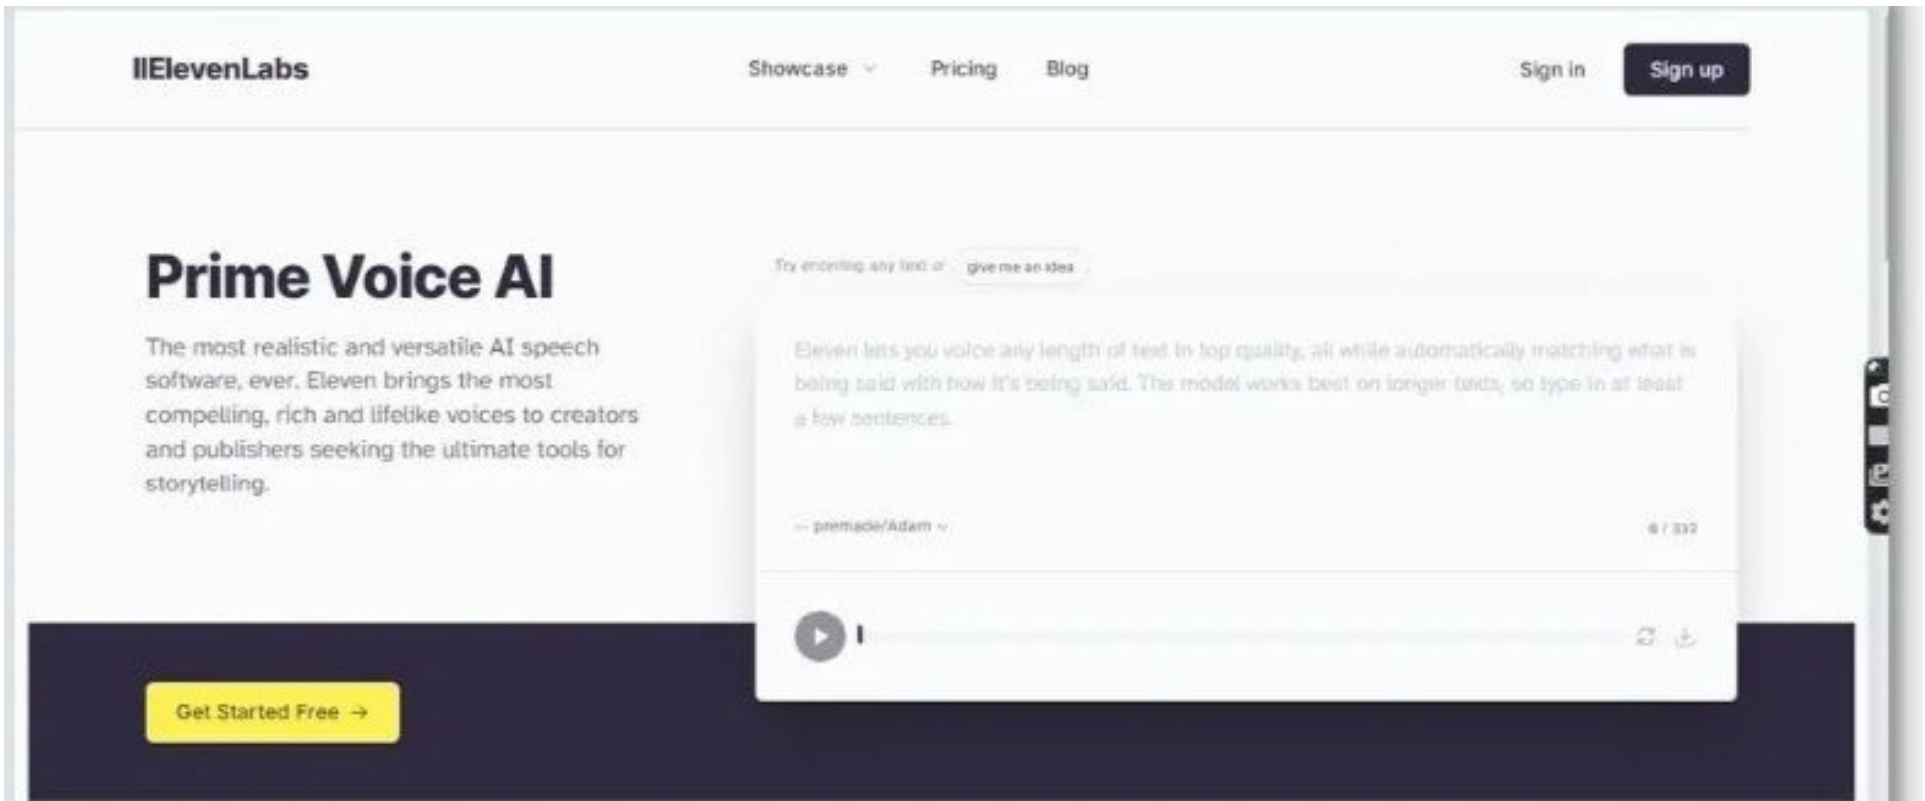 IIElevenLabs
Showcase
Pricing
Blog
Sign in
Sign up
Prime Voice AI
The most realistic and versatile AI speech
software, ever. Eleven brings the most
compelling, rich and lifelike voices to creators
and publishers seeking the ultimate tools for
storytelling.
Try entering any text or give me an idea
Eleven lets you voice any length of text in top quality, all while automatically matching what is
being said with how it's being said. The model works best on longer texts, so type in at least
a few sentences.
premade/Adam
/ 333
Get Started Free →